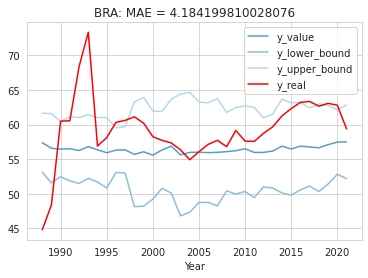 BRA: MAE = 4.184199810028076
y_value
y_lower_bound
y_upper_bound
y_real
70
65
60
55
50
45
1990
1995
2000
2005
2010
2015
2020
Year